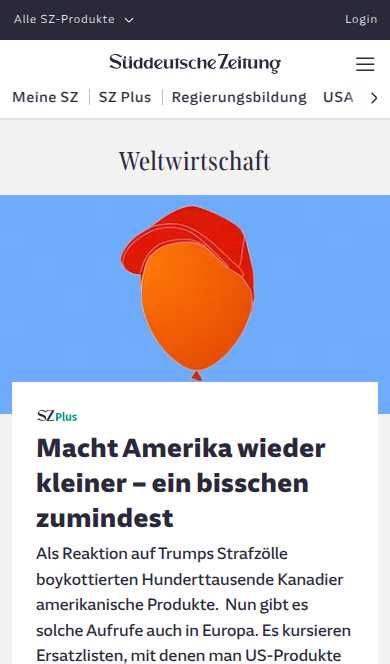 Alle SZ-Produkte
Login
Süddeutsche Zeitung
Meine SZ
SZ Plus
Regierungsbildung
USA
Weltwirtschaft
SZ Plus
Macht Amerika wieder
kleiner – ein bisschen
zumindest
Als Reaktion auf Trumps Strafzölle
boykottierten Hunderttausende Kanadier
amerikanische Produkte. Nun gibt es
solche Aufrufe auch in Europa. Es kursieren
Ersatzlisten, mit denen man US-Produkte